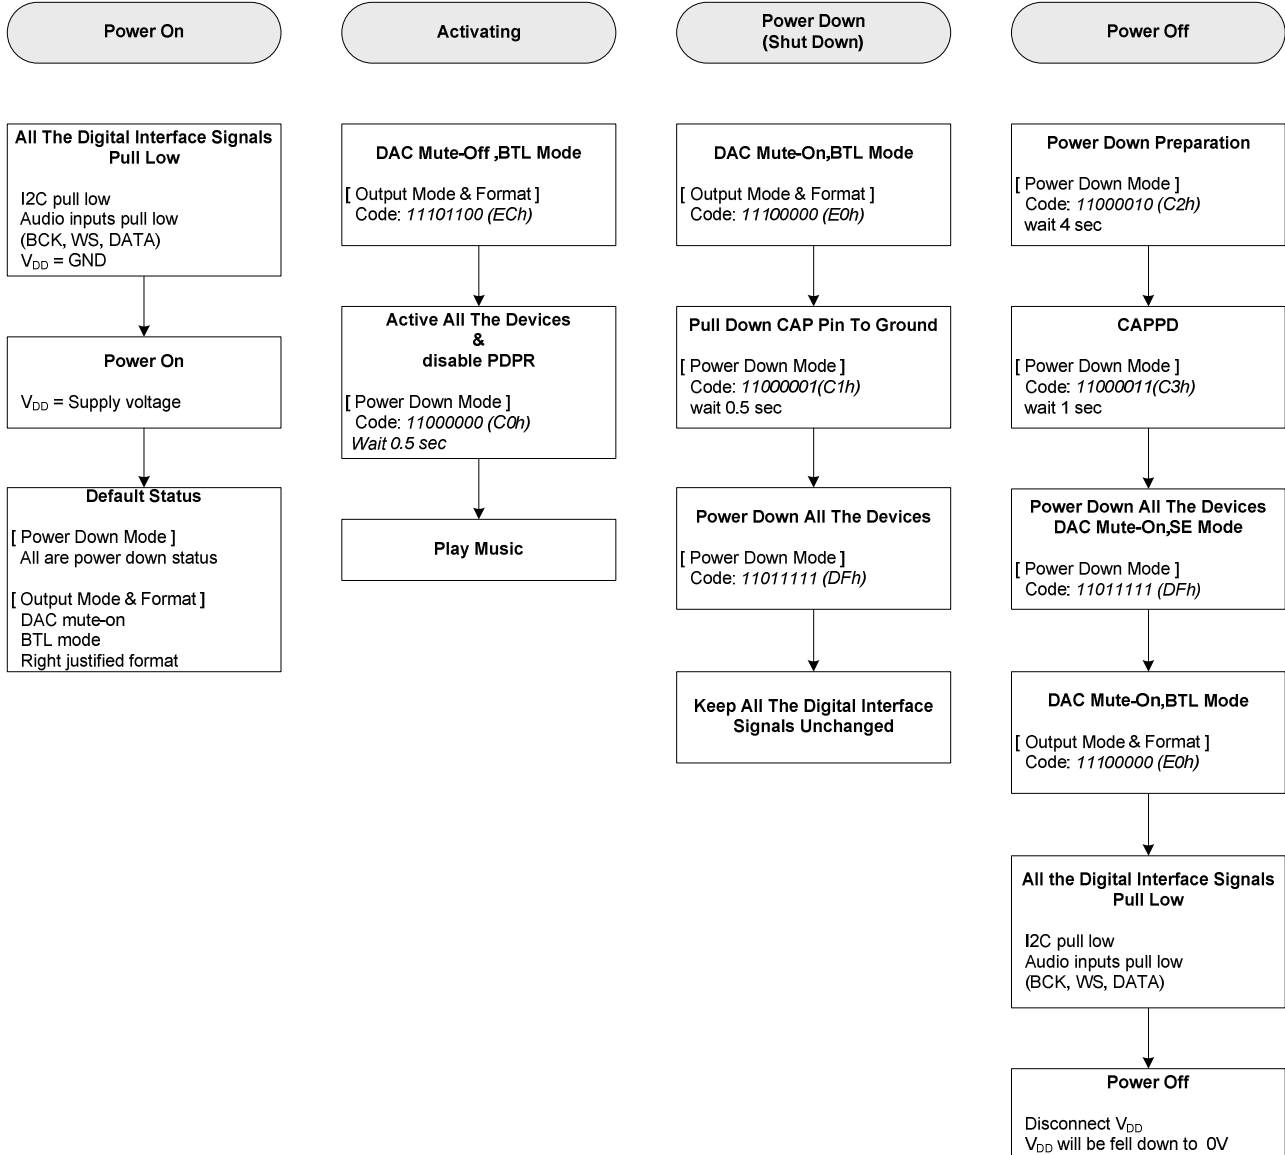 Power On
All The Digital Interface Signals
Pull Low
I2C pull low
Audio inputs pull low
(BCK, WS, DATA)
VDD = GND
Power On
VDD = Supply voltage
Default Status
[ Power Down Mode ]
All are power down status
[ Output Mode & Format ]
DAC mute-on
BTL mode
Right justified format
Activating
DAC Mute-Off ,BTL Mode
[ Output Mode & Format ]
Code: 11101100 (ECh)
Active All The Devices
&
disable PDPR
[ Power Down Mode ]
Code: 11000000 (C0h)
Wait 0.5 sec
Play Music
Power Down
(Shut Down)
DAC Mute-On,BTL Mode
[ Output Mode & Format ]
Code: 11100000 (E0h)
Pull Down CAP Pin To Ground
[ Power Down Mode ]
Code: 11000001(C1h)
wait 0.5 sec
Power Down All The Devices
[ Power Down Mode ]
Code: 11011111 (DFh)
Keep All The Digital Interface
Signals Unchanged
Power Off
Power Down Preparation
[ Power Down Mode ]
Code: 11000010 (C2h)
wait 4 sec
CAPPD
[ Power Down Mode ]
Code: 11000011(C3h)
wait 1 sec
Power Down All The Devices
DAC Mute-On,SE Mode
[ Power Down Mode ]
Code: 11011111 (DFh)
DAC Mute-On,BTL Mode
[ Output Mode & Format ]
Code: 11100000 (E0h)
All the Digital Interface Signals
Pull Low
I2C pull low
Audio inputs pull low
(BCK, WS, DATA)
Power Off
Disconnect VDD
VDD will be fell down to 0V